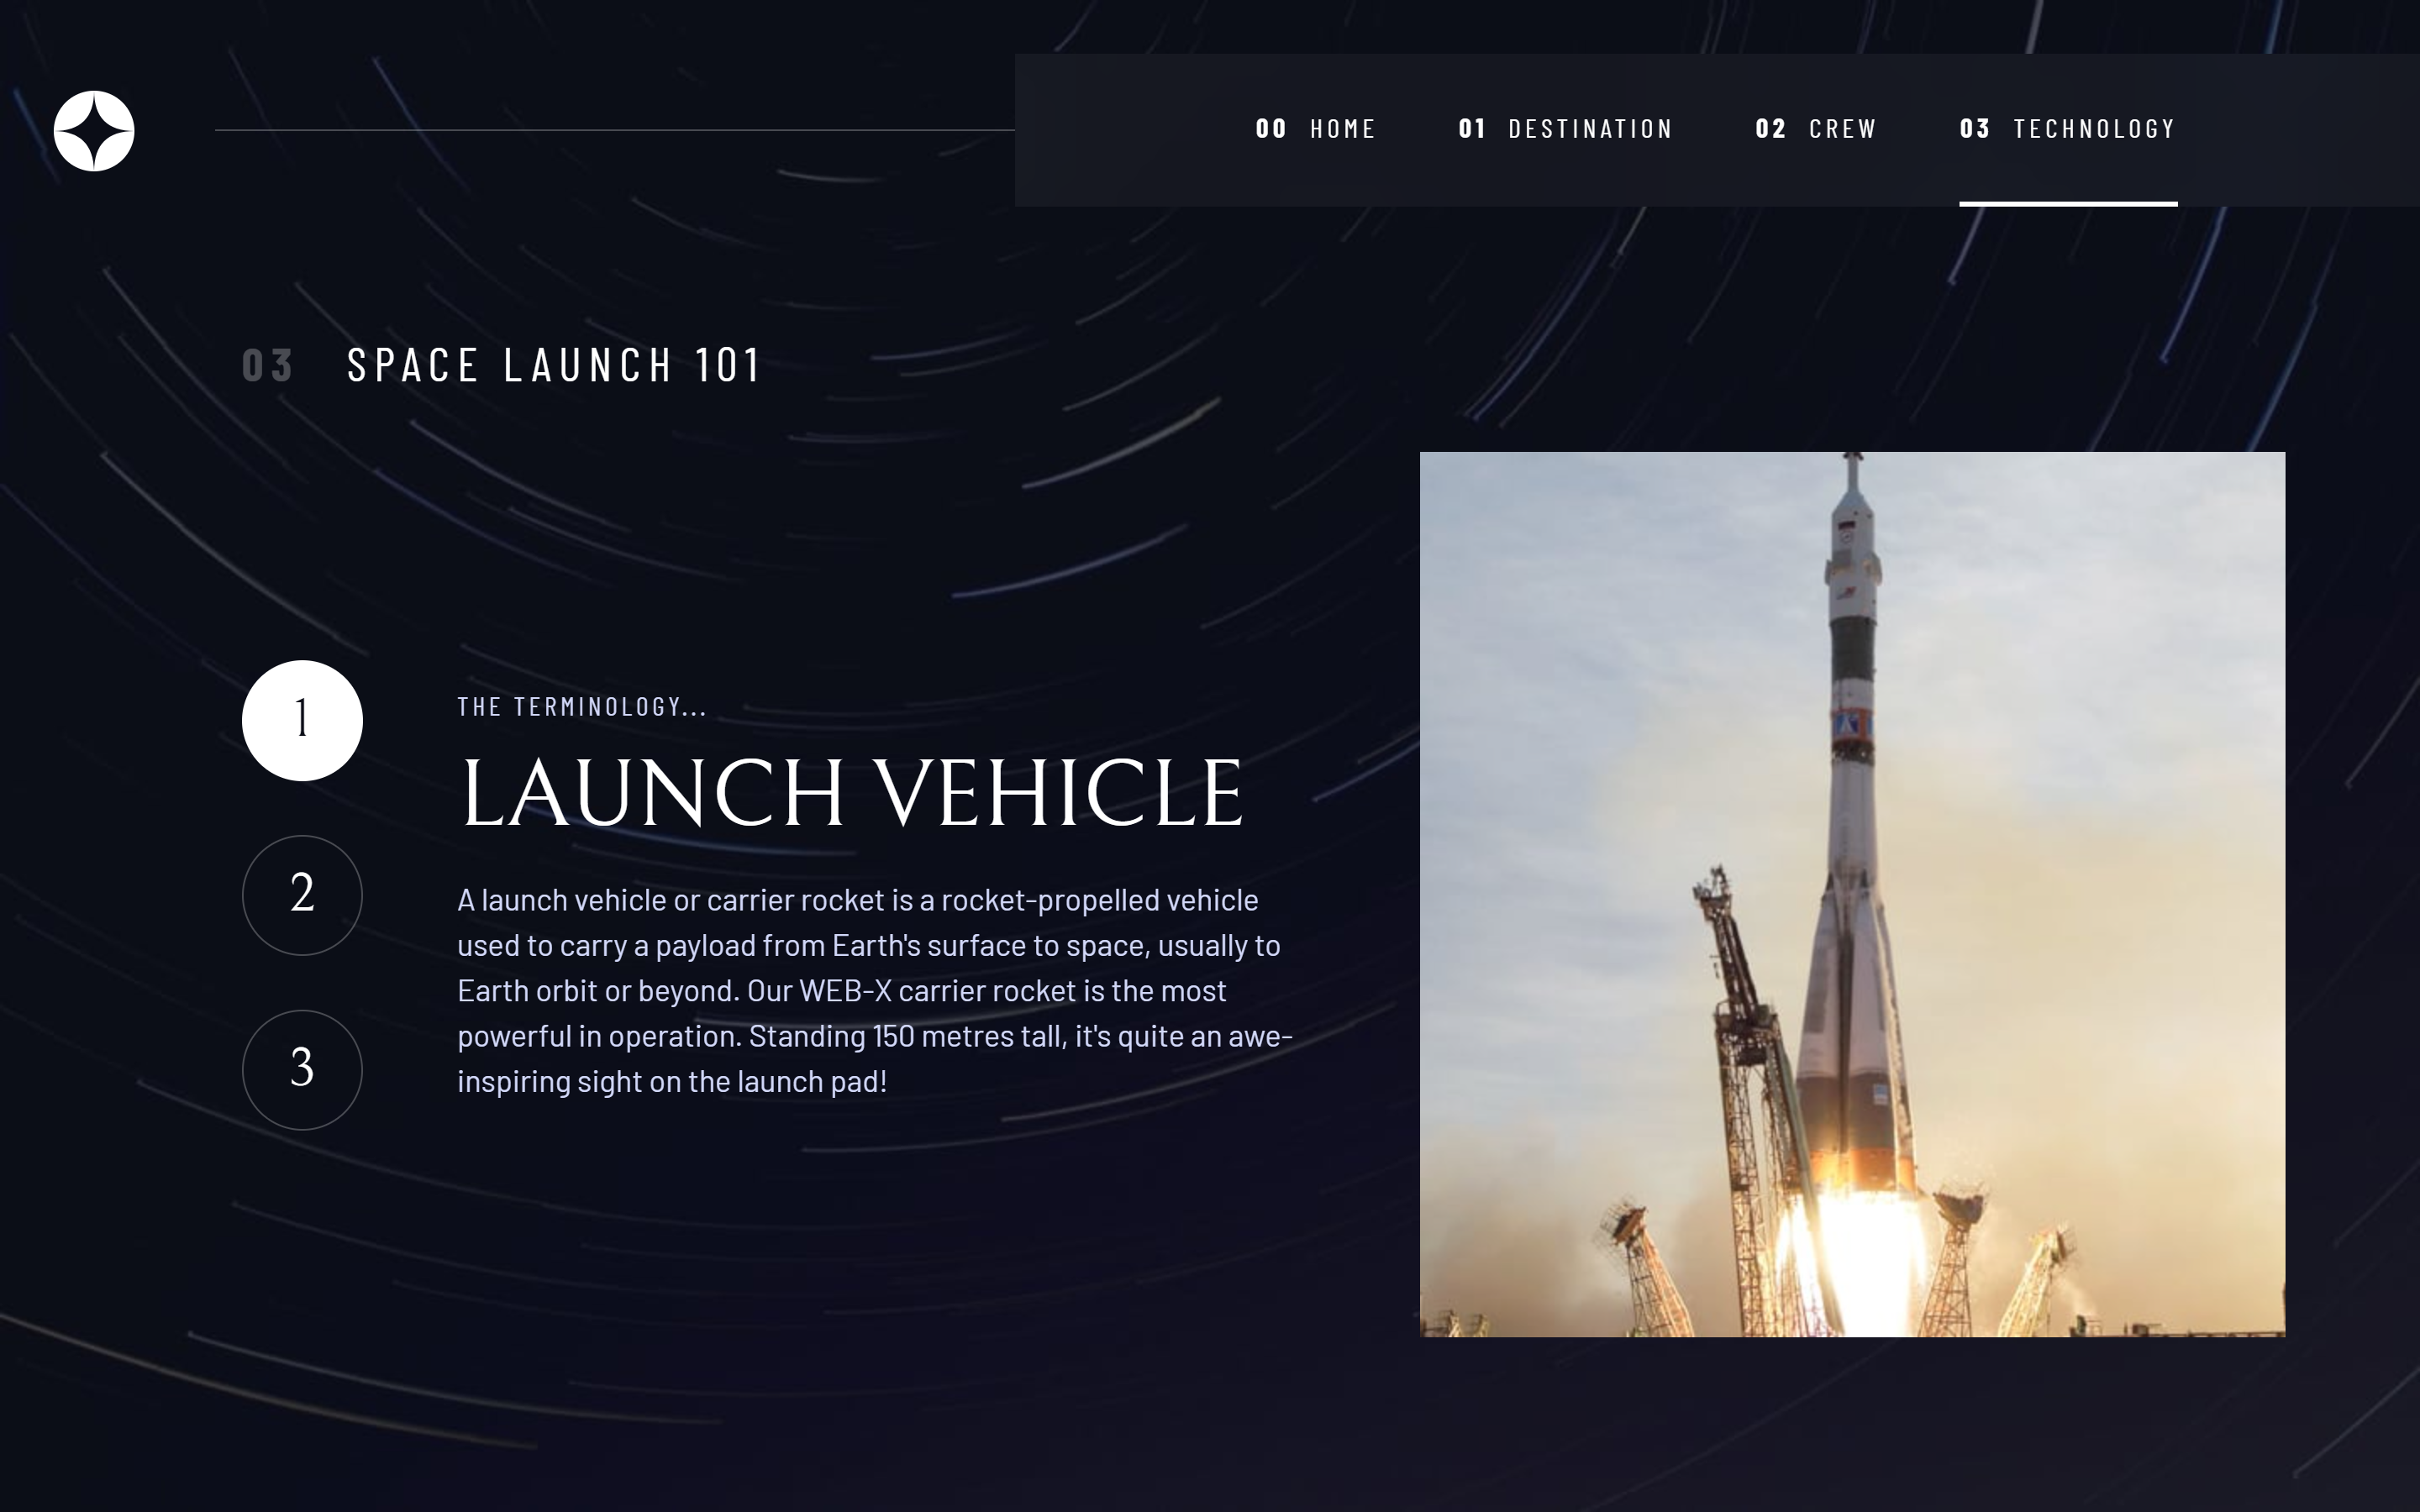 00 HOME 01 DESTINATION 02 CREW 03 TECHNOLOGY
03 SPACE LAUNCH 101
1
THE TERMINOLOGY...
LAUNCH VEHICLE
2
A launch vehicle or carrier rocket is a rocket-propelled vehicle
used to carry a payload from Earth's surface to space, usually to
Earth orbit or beyond. Our WEB-X carrier rocket is the most
powerful in operation. Standing 150 metres tall, it's quite an awe-
inspiring sight on the launch pad!
3